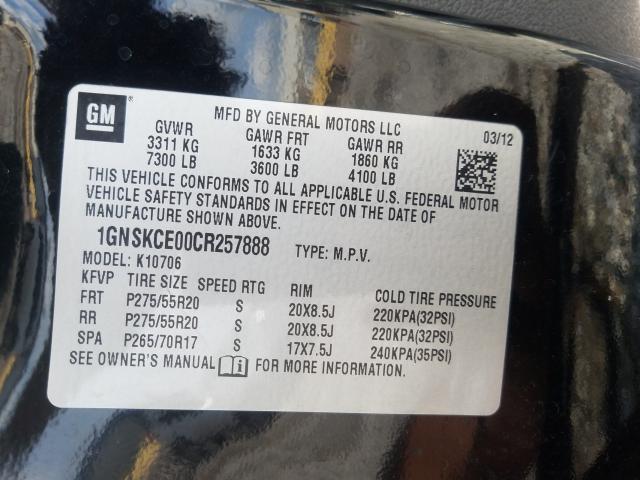 GM
®
MFD BY GENERAL MOTORS LLC
03/12
GVWR GAWR FRT GAWR RR
3311 KG 1633 KG 1860 KG
7300 LB 3600 LB 4100 LB
THIS VEHICLE CONFORMS TO ALL APPLICABLE U.S. FEDERAL MOTOR
VEHICLE SAFETY STANDARDS IN EFFECT ON THE DATE OF
MANUFACTURE SHOWN ABOVE.
1GNSKCE00CR257888 TYPE: M.P.V.
MODEL: K10706
KFVP TIRE SIZE SPEED RTG RIM COLD TIRE PRESSURE
FRT P275/55R20 S 20X8.5J 220KPA(32PSI)
RR P275/55R20 S 20X8.5J 220KPA(32PSI)
SPA P265/70R17 S 17X7.5J 240KPA(35PSI)
SEE OWNER'S MANUAL i FOR MORE INFORMATION